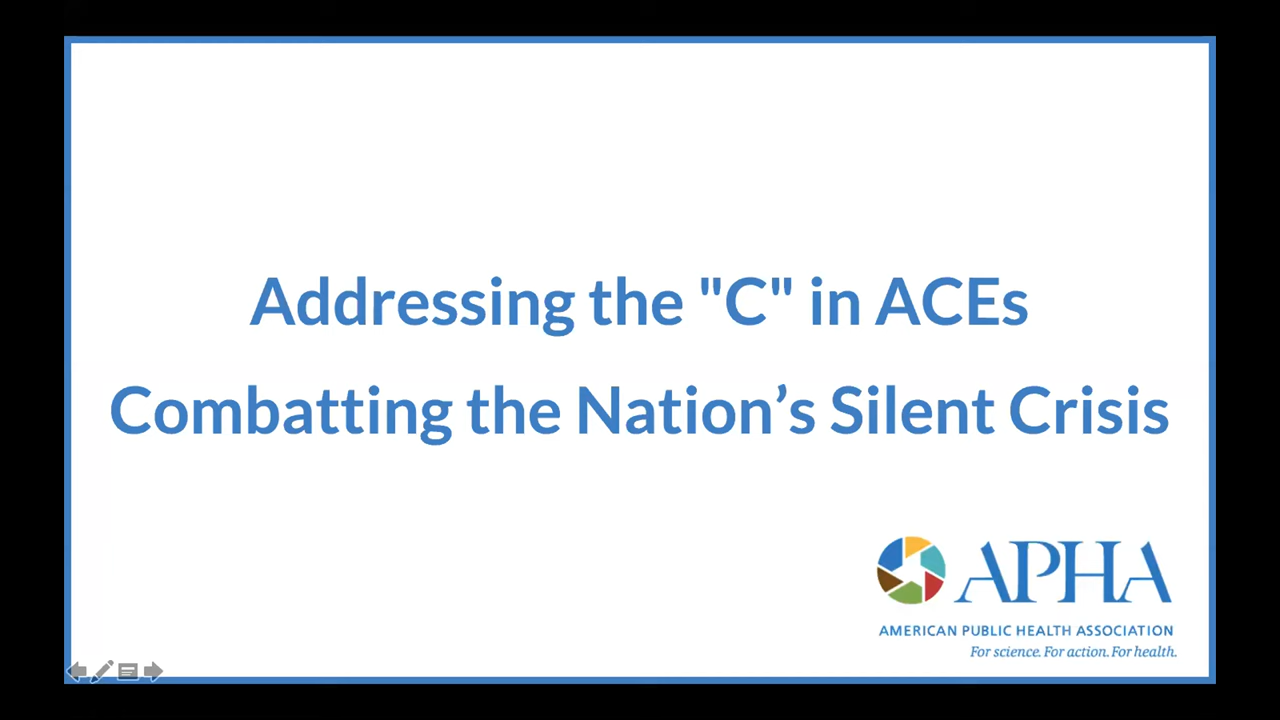 Addressing the "C" in ACEs
Combatting the Nation’s Silent Crisis
APHA
AMERICAN PUBLIC HEALTH ASSOCIATION
For science. For action. For health.